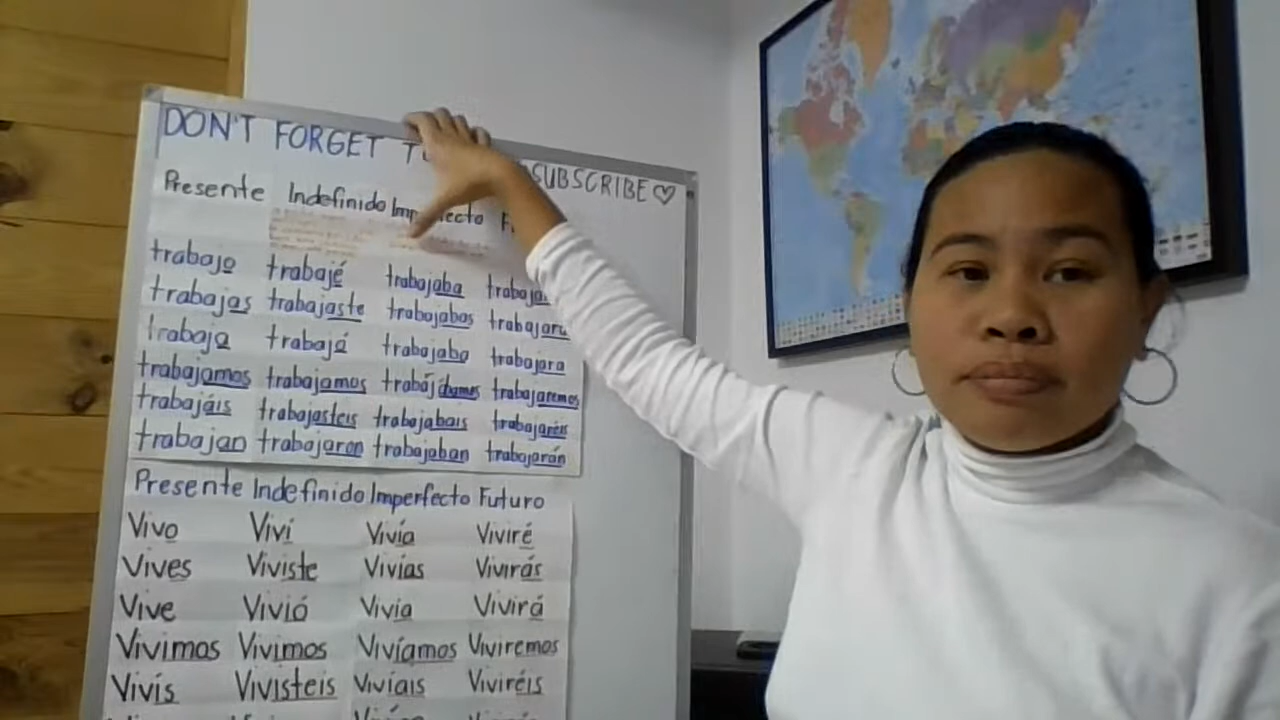 DON'T FORGET SUBSCRIBE♡
Presente Indefinido
trabajo trabajé trabajaba
trabajas trabajaste trabajabas
trabaja trabajó trabajaba trabajara
trabajamos trabajamos trabajábamos trabajaremos
trabajáis trabajasteis trabajabais trabajaréis
trabajan trabajaron trabajaban trabajarán
Presente Indefinido Imperfecto Futuro
Vivo Viví Vivía Viviré
Vives Viviste Vivías Vivirás
Vive Vivió Vivía Vivirá
Vivimos Vivimos Vivíamos Viviremos
Vivís Vivisteis Vivíais Viviréis